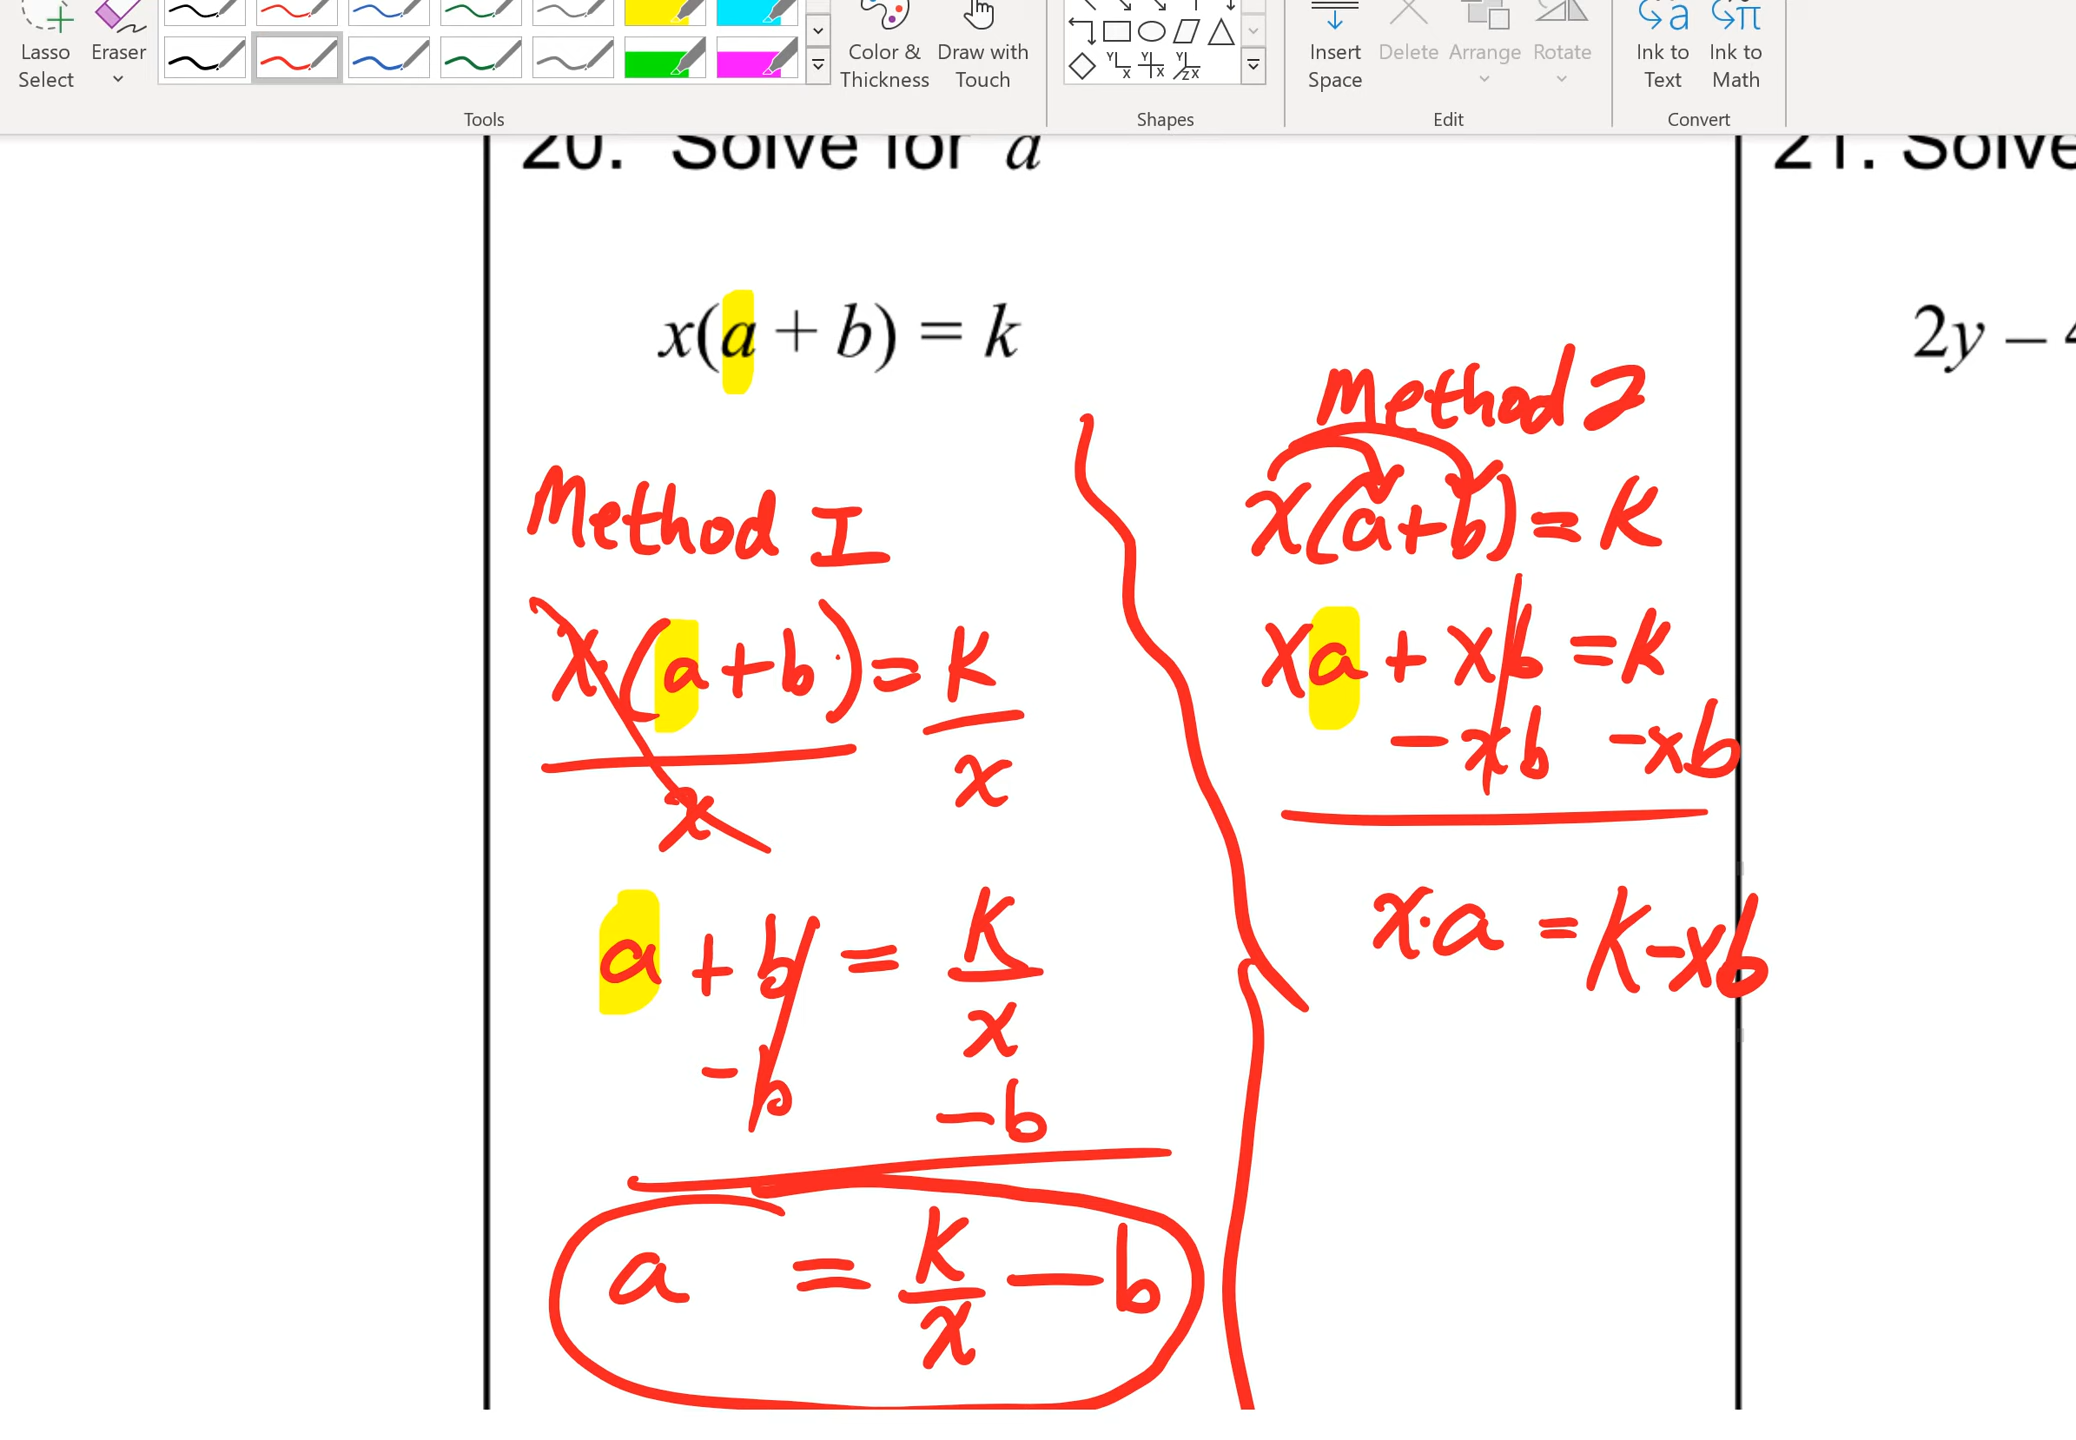 Lasso Select
Eraser
Color & Thickness
Draw with Touch
Insert Space
Delete
Arrange
Rotate
Ink to Text
Ink to Math
Tools
Shapes
Edit
Convert
20. Solve for a
x(a + b) = k
Method I
x(a+b) = k
x x
a + b = k/x
-b -b
a = k/x - b
Method 2
x(a+b) = k
xa + xb = k
- xb - xb
x·a = k-xb
21. Solve
2y – 4